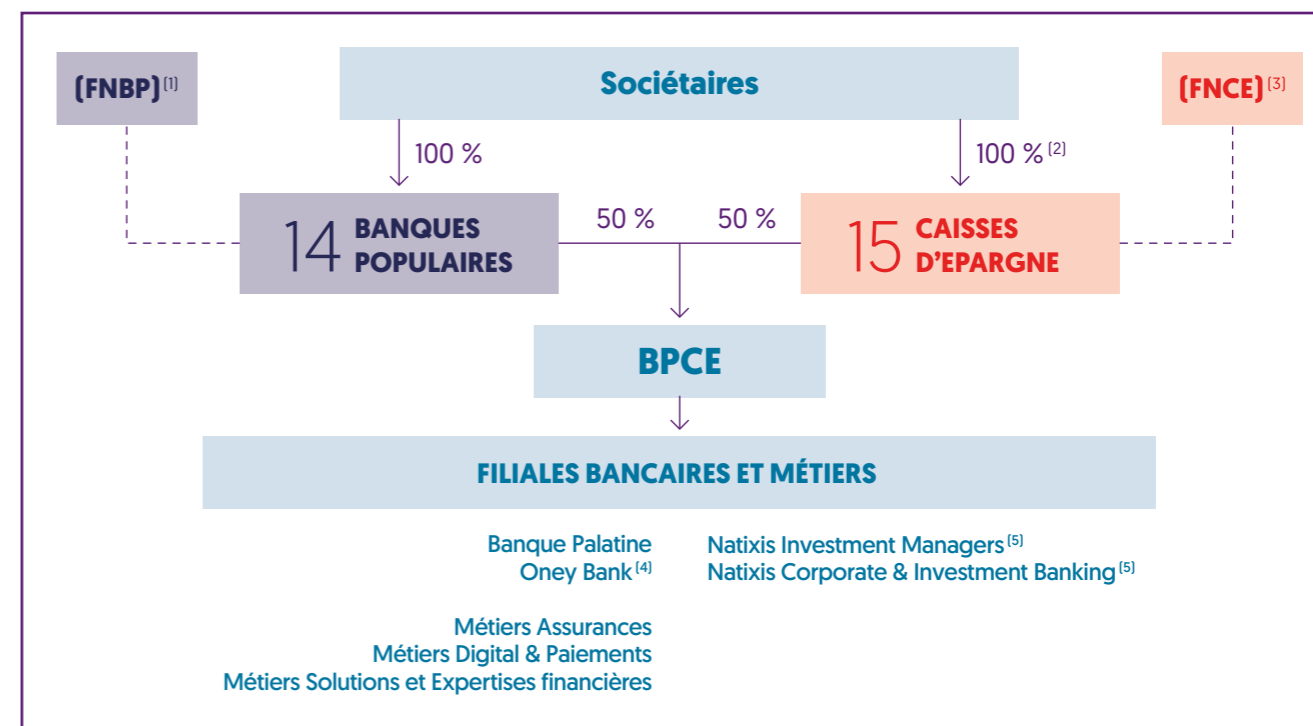 (FNBP)(1)
Sociétaires
(FNCE)(3)
100 %
100 %(2)
14 BANQUES
POPULAIRES
50 %
50 %
15 CAISSES
D'EPARGNE
BPCE
FILIALES BANCAIRES ET MÉTIERS
Banque Palatine
Oney Bank(4)
Natixis Investment Managers(5)
Natixis Corporate & Investment Banking(5)
Métiers Assurances
Métiers Digital & Paiements
Métiers Solutions et Expertises financières